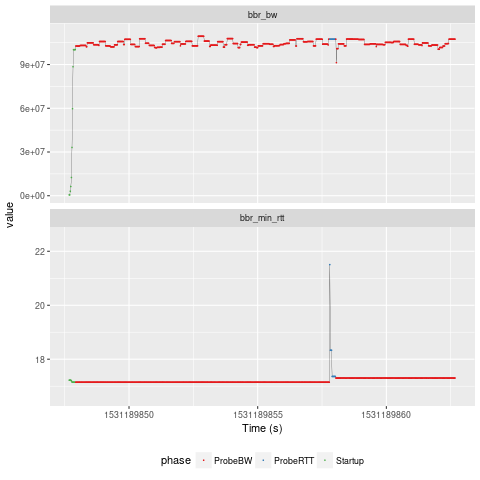 bbr_bw
9e+07
6e+07
3e+07
0e+00
value
bbr_min_rtt
22
20
18
1531189850 1531189855 1531189860
Time (s)
phase ProbeBW ProbeRTT Startup